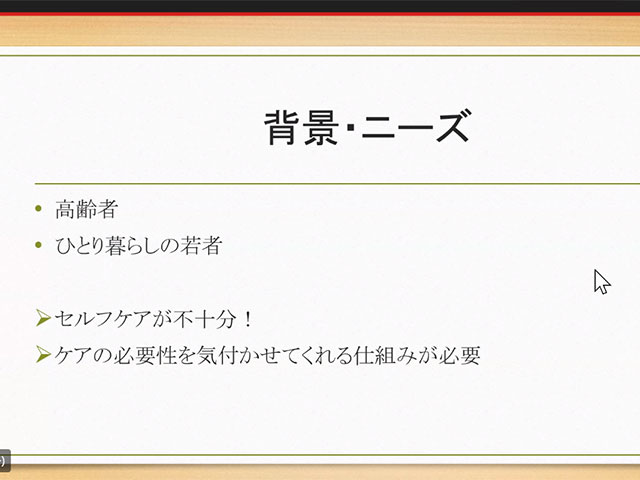 背景・ニーズ
• 高齢者
• ひとり暮らしの若者
➢セルフケアが不十分！
➢ケアの必要性を気付かせてくれる仕組みが必要